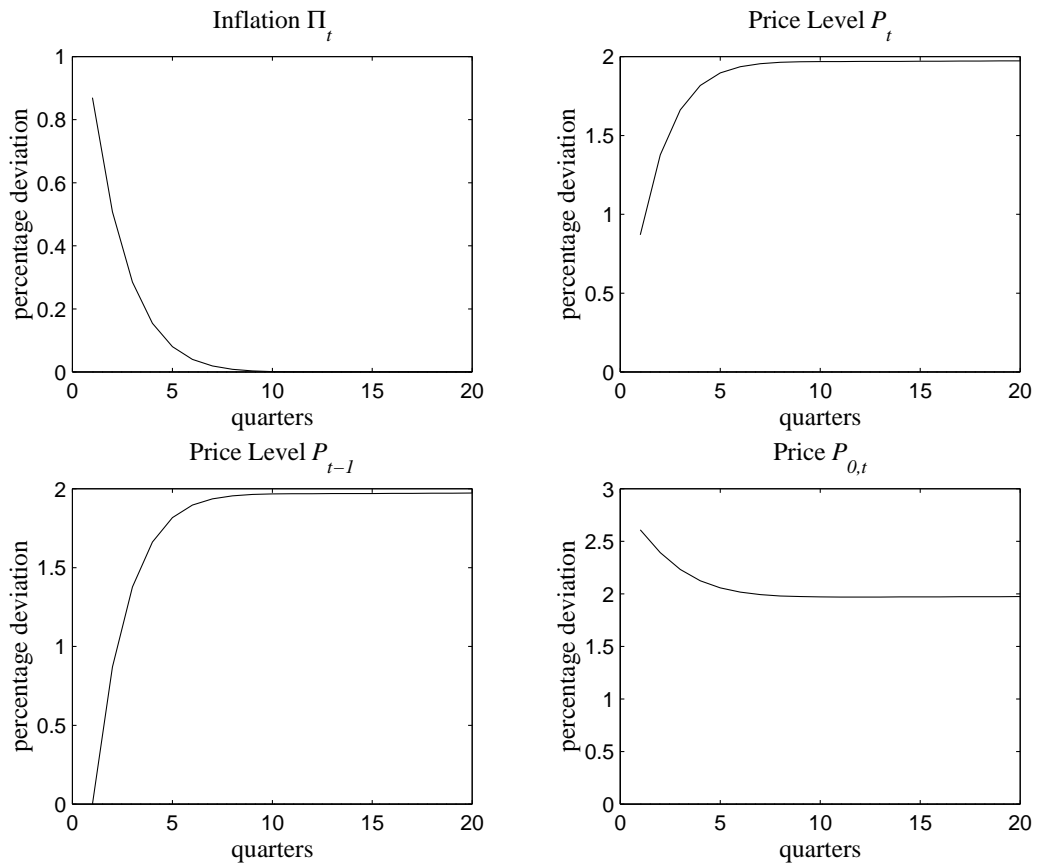 Inflation Π_t
percentage deviation
1
0.8
0.6
0.4
0.2
0
0 5 10 15 20
quarters
Price Level P_t
percentage deviation
2
1.5
1
0.5
0
0 5 10 15 20
quarters
Price Level P_{t−1}
percentage deviation
2
1.5
1
0.5
0
0 5 10 15 20
quarters
Price P_{0,t}
percentage deviation
3
2.5
2
1.5
1
0.5
0
0 5 10 15 20
quarters